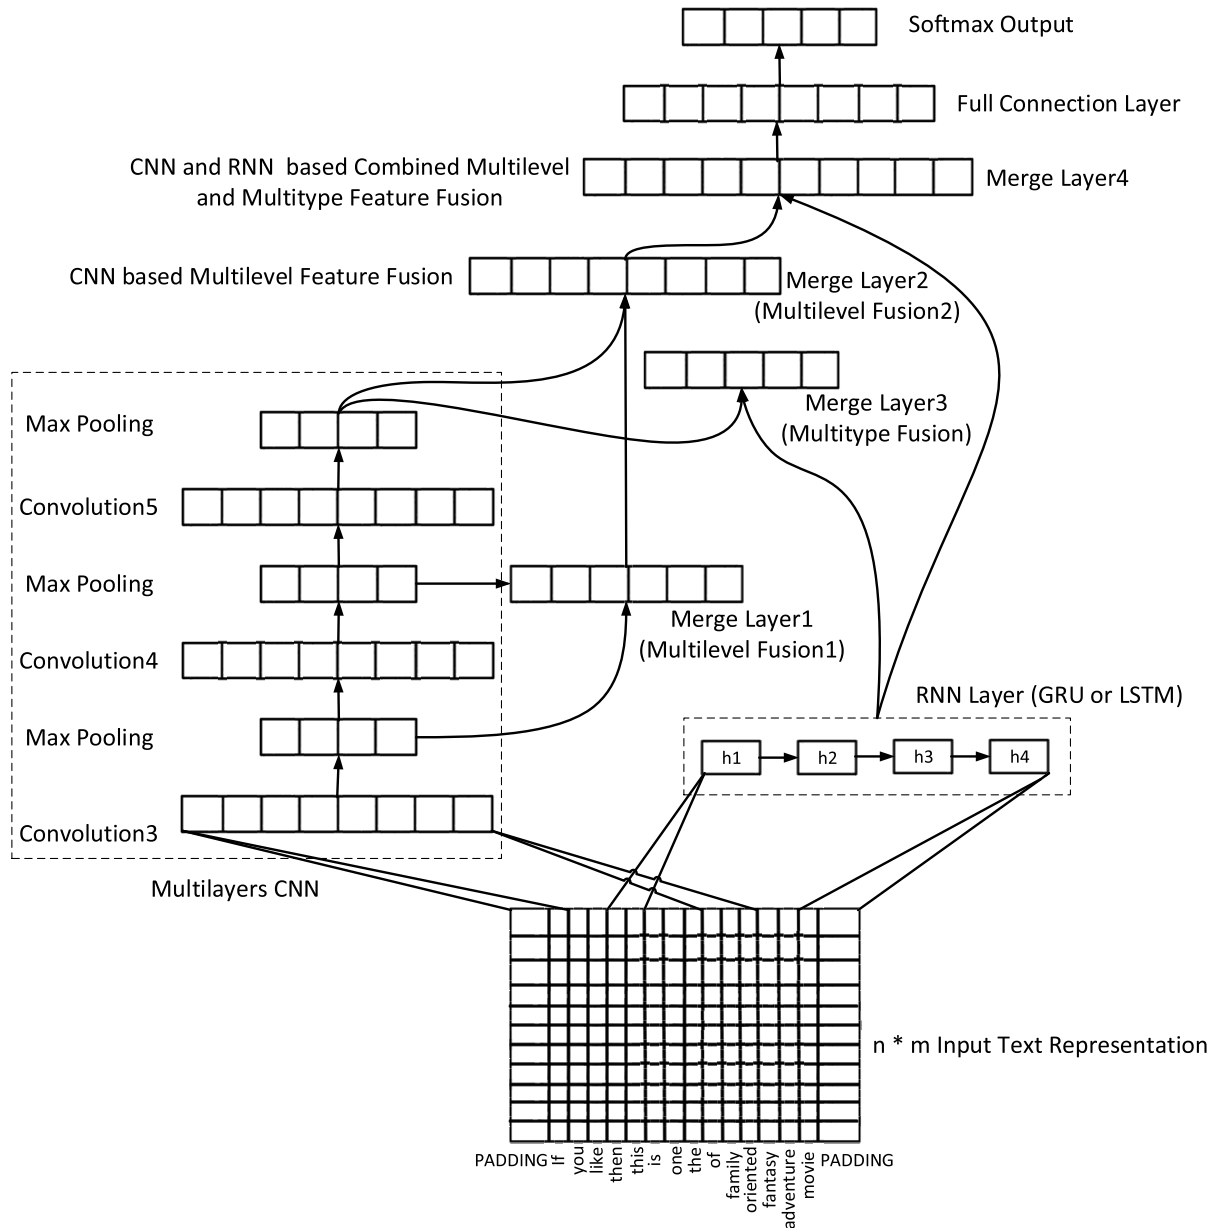 Softmax Output
Full Connection Layer
CNN and RNN based Combined Multilevel
and Multitype Feature Fusion
Merge Layer4
CNN based Multilevel Feature Fusion
Merge Layer2
(Multilevel Fusion2)
Merge Layer3
(Multitype Fusion)
Max Pooling
Convolution5
Max Pooling
Merge Layer1
(Multilevel Fusion1)
Convolution4
RNN Layer (GRU or LSTM)
Max Pooling
h1
h2
h3
h4
Convolution3
Multilayers CNN
n * m Input Text Representation
PADDING
If
you
like
then
this
is
one
the
of
family
oriented
fantasy
adventure
movie
PADDING